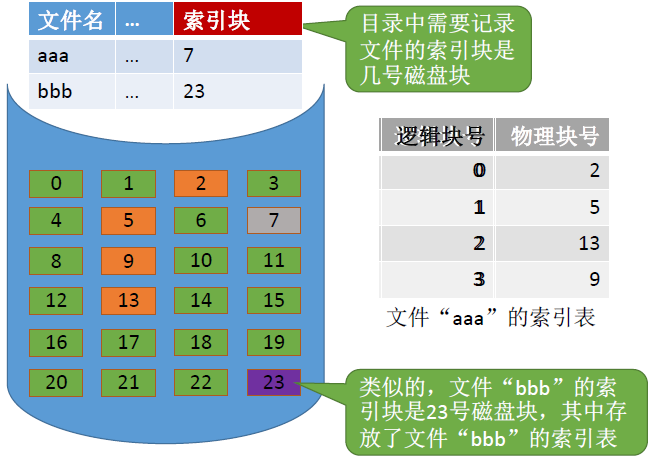 文件名 … 索引块
aaa … 7
bbb … 23
目录中需要记录
文件的索引块是
几号磁盘块
逻辑块号 物理块号
0 2
1 5
2 13
3 9
文件“aaa”的索引表
0 1 2 3
4 5 6 7
8 9 10 11
12 13 14 15
16 17 18 19
20 21 22 23
类似的，文件“bbb”的索
引块是23号磁盘块，其中存
放了文件“bbb”的索引表